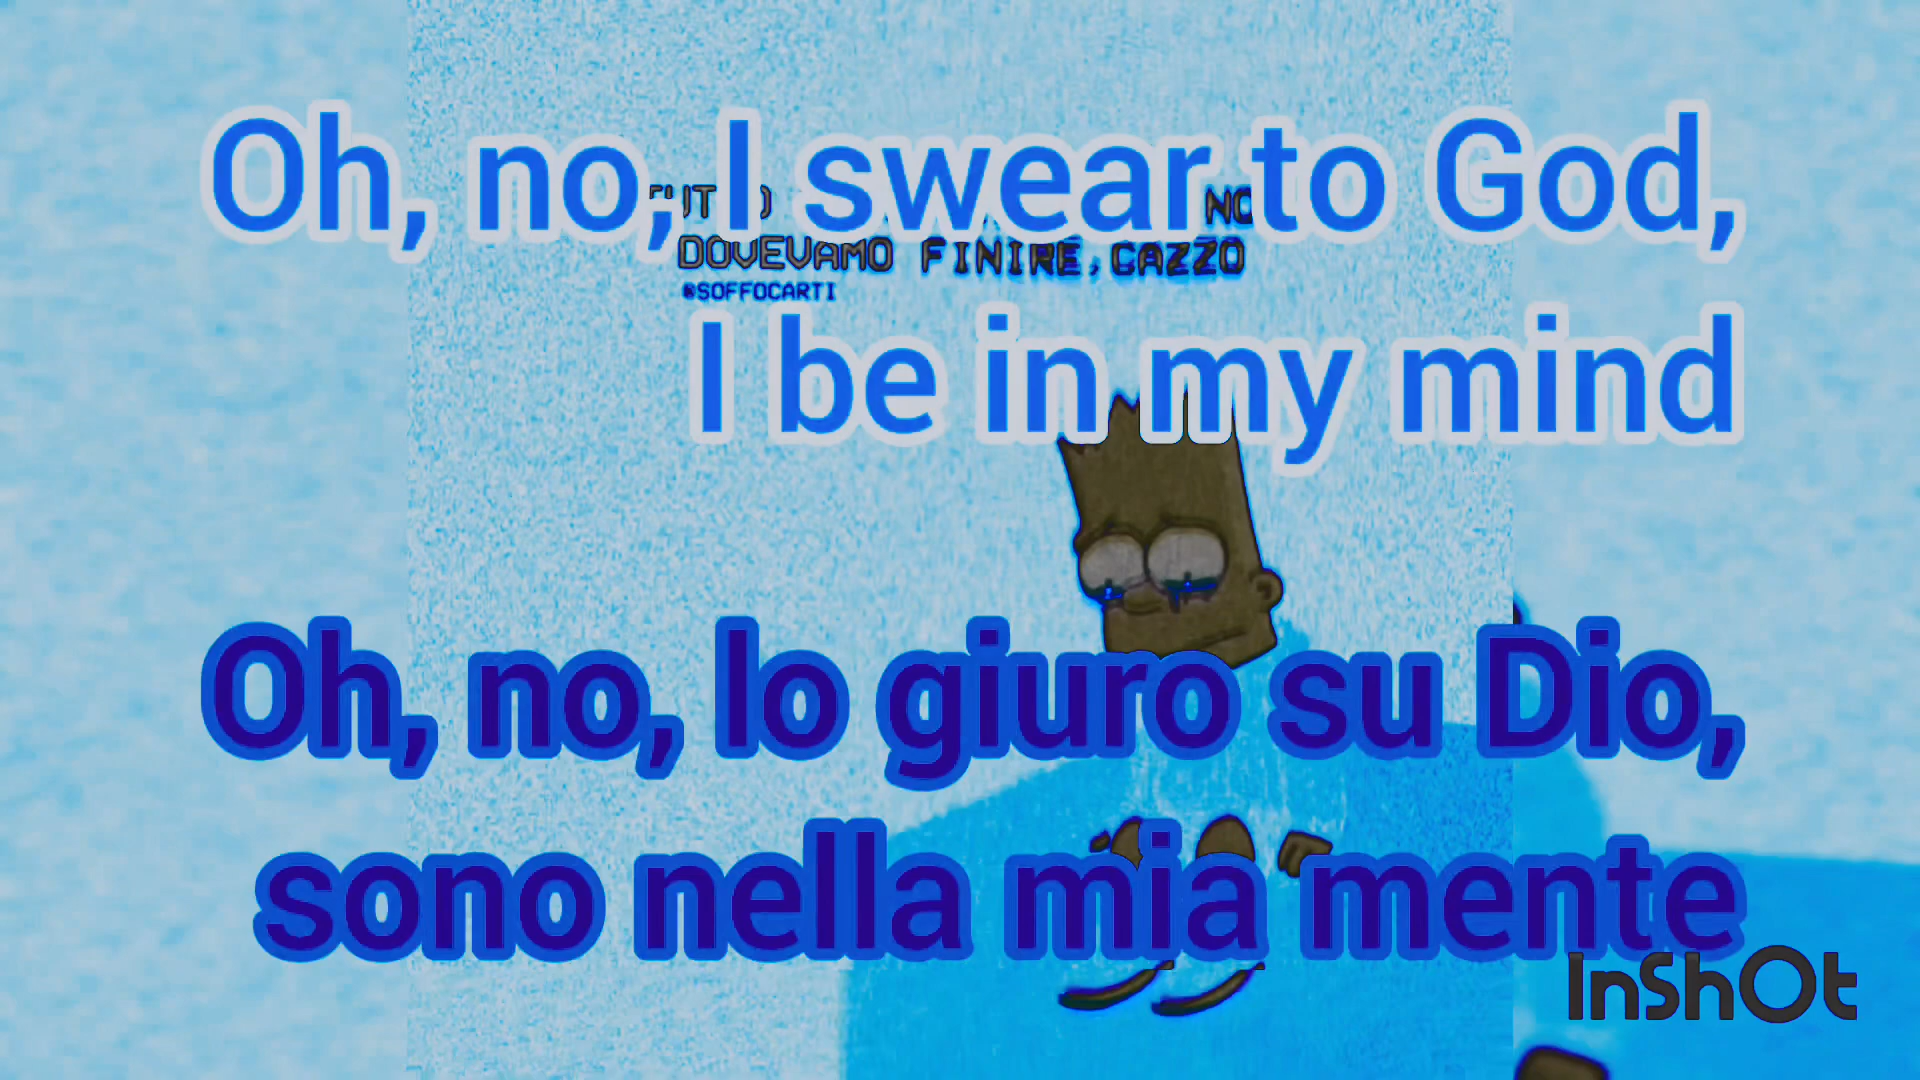 Oh, no, I swear to God,
NO
DOVEVAMO FINIRE, CAZZO
@SOFFOCARTI
I be in my mind
Oh, no, lo giuro su Dio,
sono nella mia mente
InShOt